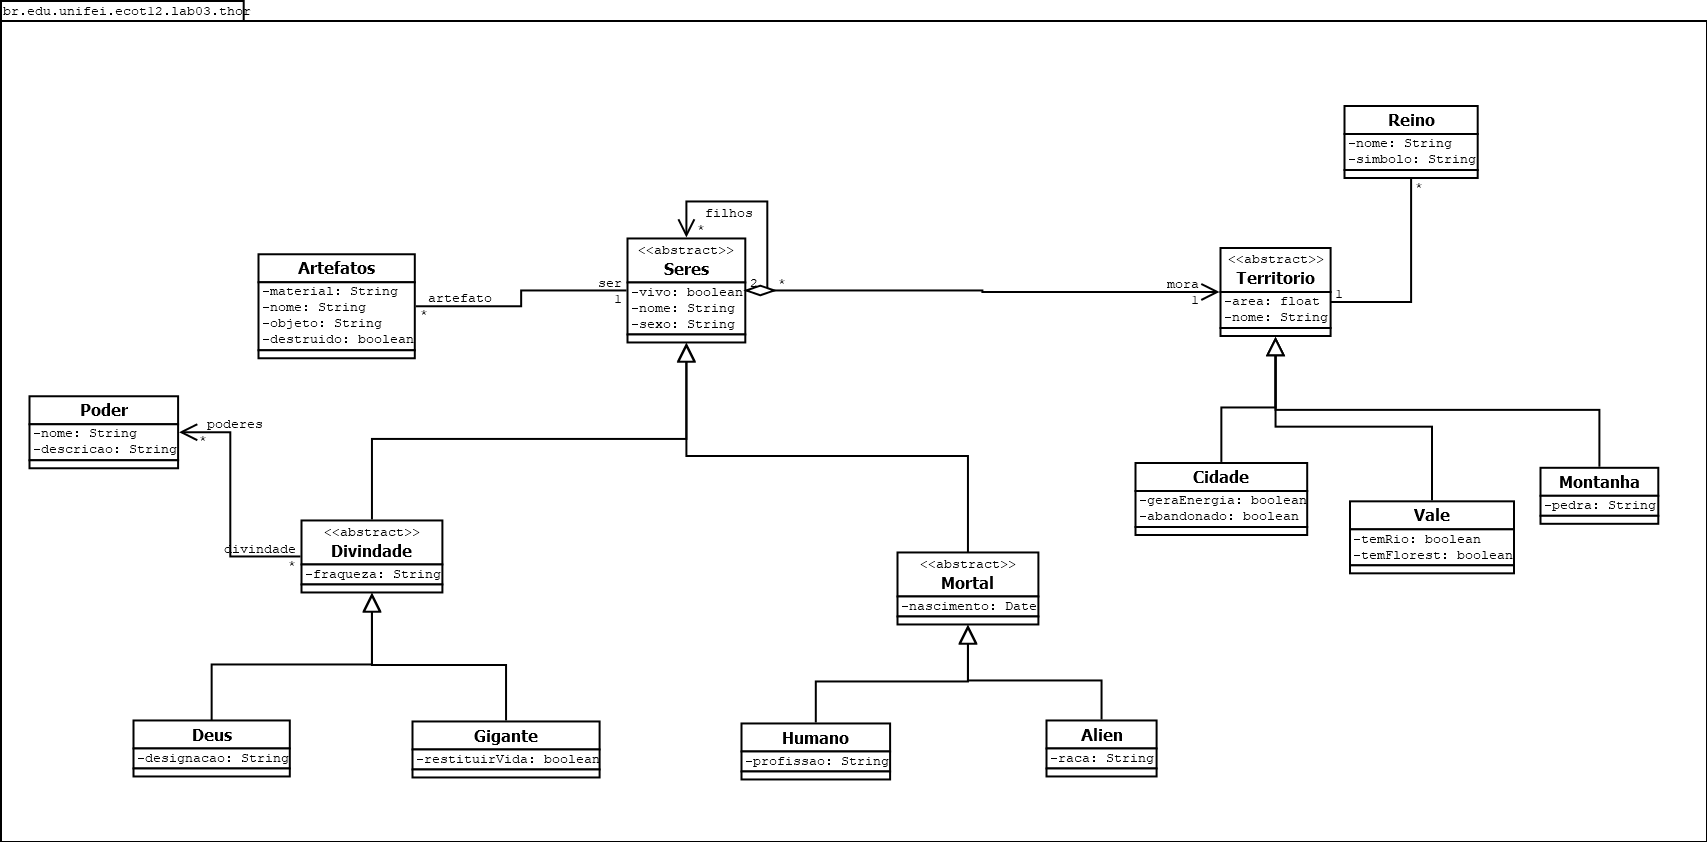 br.edu.unifei.ecot12.lab03.thor
Reino
-nome: String
-simbolo: String
*
filhos
*
<<abstract>>
Seres
-vivo: boolean
-nome: String
-sexo: String
2
*
<<abstract>>
Territorio
-area: float
-nome: String
1
mora
1
Artefatos
-material: String
-nome: String
-objeto: String
-destruido: boolean
artefato
*
ser
1
Poder
-nome: String
-descricao: String
poderes
*
divindade
*
<<abstract>>
Divindade
-fraqueza: String
<<abstract>>
Mortal
-nascimento: Date
Cidade
-geraEnergia: boolean
-abandonado: boolean
Vale
-temRio: boolean
-temFlorest: boolean
Montanha
-pedra: String
Deus
-designacao: String
Gigante
-restituirVida: boolean
Humano
-profissao: String
Alien
-raca: String